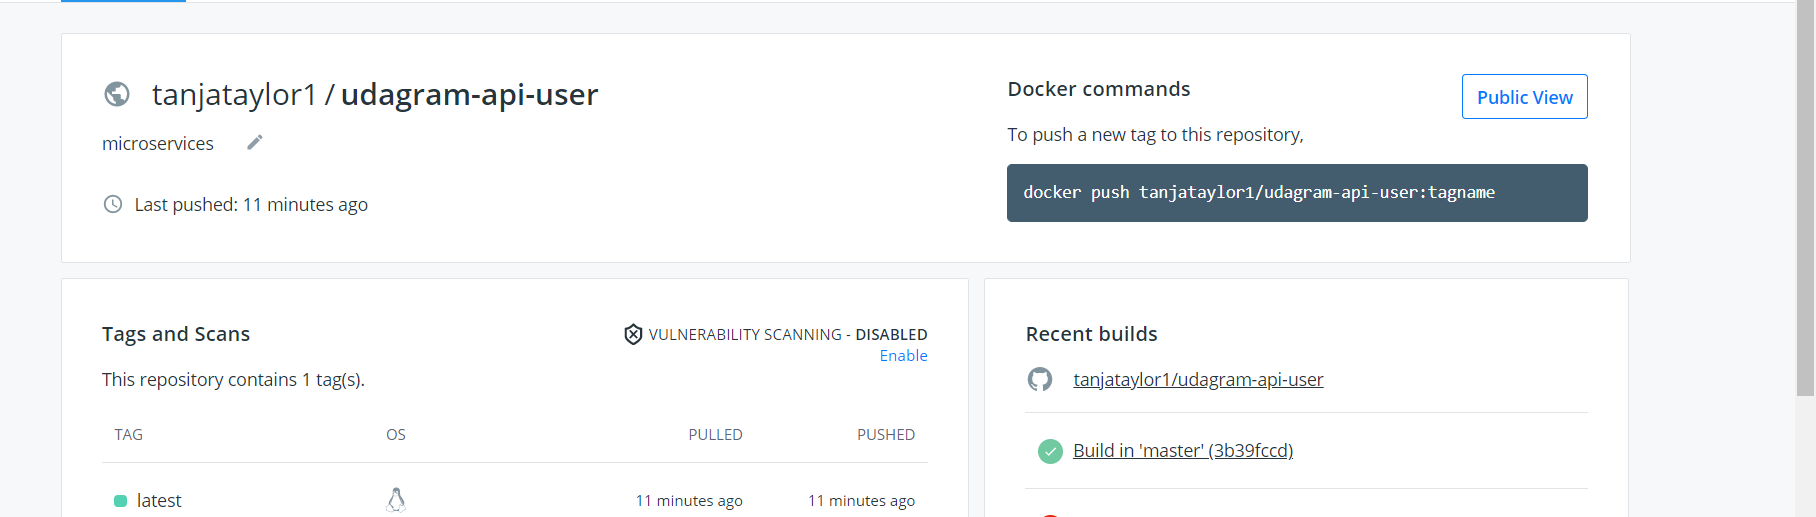 tanjataylor1 / udagram-api-user
microservices
Last pushed: 11 minutes ago
Docker commands
Public View
To push a new tag to this repository,
docker push tanjataylor1/udagram-api-user:tagname
Tags and Scans
VULNERABILITY SCANNING - DISABLED
Enable
This repository contains 1 tag(s).
TAG OS PULLED PUSHED
latest 11 minutes ago 11 minutes ago
Recent builds
tanjataylor1/udagram-api-user
Build in 'master' (3b39fccd)